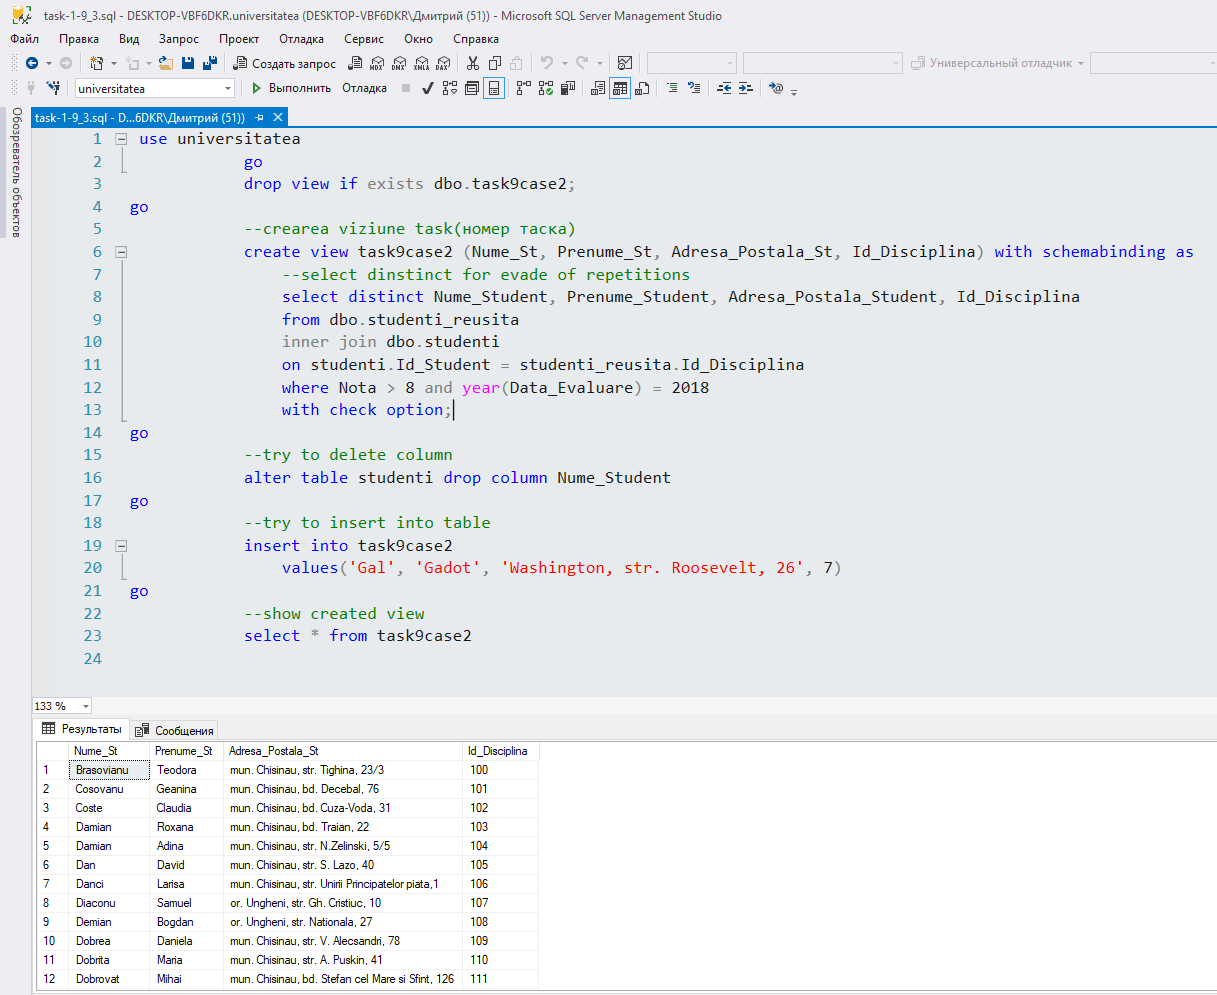 task-1-9_3.sql - DESKTOP-VBF6DKR.universitatea (DESKTOP-VBF6DKR\Дмитрий (51)) - Microsoft SQL Server Management Studio
Файл Правка Вид Запрос Проект Отладка Сервис Окно Справка
Создать запрос MDX DMX XMLA DAX Универсальный отладчик
universitatea Выполнить Отладка
Обозреватель объектов
task-1-9_3.sql - D...6DKR\Дмитрий (51))
1 use universitatea
2 go
3 drop view if exists dbo.task9case2;
4 go
5 --crearea viziune task(номер таска)
6 create view task9case2 (Nume_St, Prenume_St, Adresa_Postala_St, Id_Disciplina) with schemabinding as
7 --select dinstinct for evade of repetitions
8 select distinct Nume_Student, Prenume_Student, Adresa_Postala_Student, Id_Disciplina
9 from dbo.studenti_reusita
10 inner join dbo.studenti
11 on studenti.Id_Student = studenti_reusita.Id_Disciplina
12 where Nota > 8 and year(Data_Evaluare) = 2018
13 with check option;
14 go
15 --try to delete column
16 alter table studenti drop column Nume_Student
17 go
18 --try to insert into table
19 insert into task9case2
20 values('Gal', 'Gadot', 'Washington, str. Roosevelt, 26', 7)
21 go
22 --show created view
23 select * from task9case2
24
133 %
Результаты Сообщения
Nume_St Prenume_St Adresa_Postala_St Id_Disciplina
1 Brasovianu Teodora mun. Chisinau, str. Tighina, 23/3 100
2 Cosovanu Geanina mun. Chisinau, bd. Decebal, 76 101
3 Coste Claudia mun. Chisinau, bd. Cuza-Voda, 31 102
4 Damian Roxana mun. Chisinau, bd. Traian, 22 103
5 Damian Adina mun. Chisinau, str. N.Zelinski, 5/5 104
6 Dan David mun. Chisinau, str. S. Lazo, 40 105
7 Danci Larisa mun. Chisinau, str. Unirii Principatelor piata,1 106
8 Diaconu Samuel or. Ungheni, str. Gh. Cristiuc, 10 107
9 Demian Bogdan or. Ungheni, str. Nationala, 27 108
10 Dobrea Daniela mun. Chisinau, str. V. Alecsandri, 78 109
11 Dobrita Maria mun. Chisinau, str. A. Puskin, 41 110
12 Dobrovat Mihai mun. Chisinau, bd. Stefan cel Mare si Sfint, 126 111